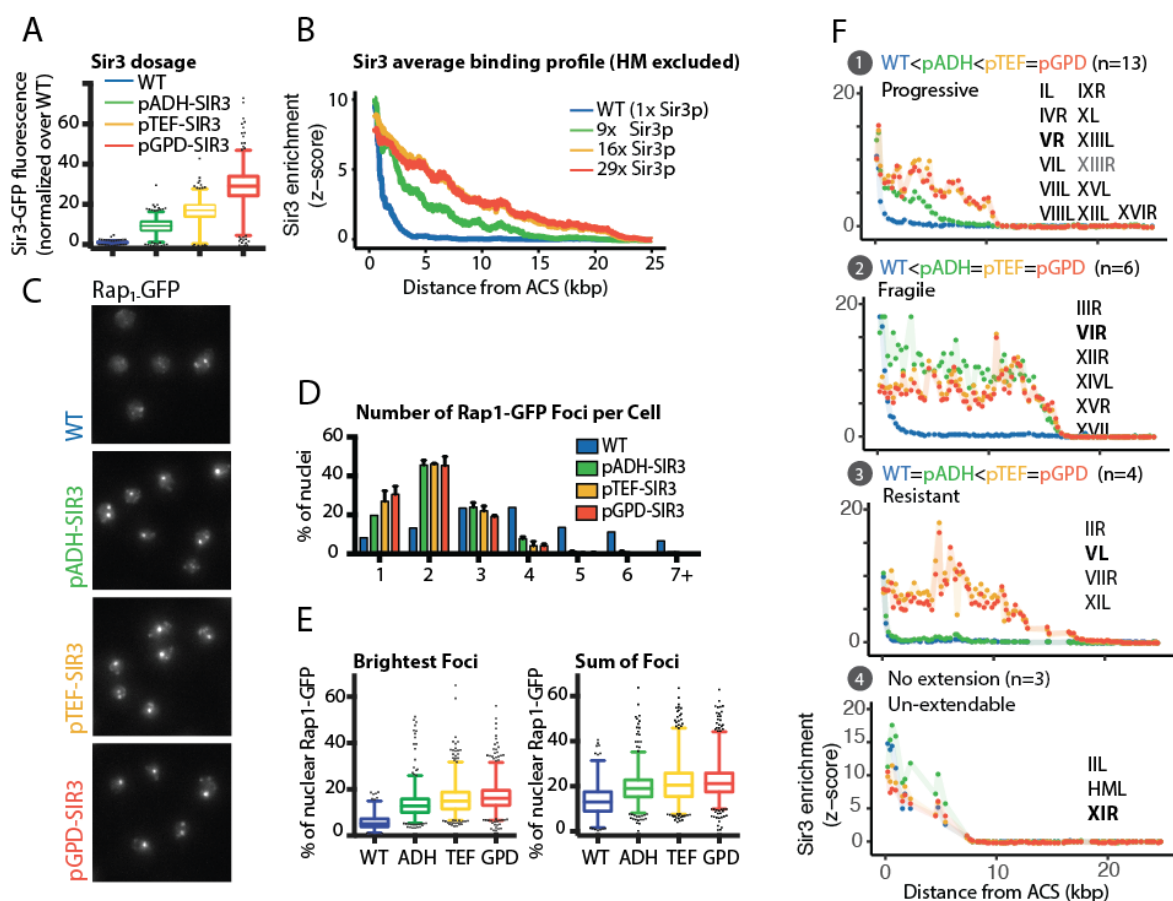 A
Sir3 dosage
WT
pADH-SIR3
pTEF-SIR3
pGPD-SIR3
Sir3-GFP fluorescence
(normalized over WT)
60
40
20
0
B
Sir3 average binding profile (HM excluded)
WT (1x Sir3p)
9x Sir3p
16x Sir3p
29x Sir3p
Sir3 enrichment
(z-score)
10
5
0
0 5 10 15 20 25
Distance from ACS (kbp)
C
Rap1-GFP
WT
pADH-SIR3
pTEF-SIR3
pGPD-SIR3
D
Number of Rap1-GFP Foci per Cell
WT
pADH-SIR3
pTEF-SIR3
pGPD-SIR3
% of nuclei
60
40
20
0
1 2 3 4 5 6 7+
E
Brightest Foci
% of nuclear Rap1-GFP
60
40
20
0
WT ADH TEF GPD
Sum of Foci
% of nuclear Rap1-GFP
60
40
20
0
WT ADH TEF GPD
F
1 WT<pADH<pTEF=pGPD (n=13)
Progressive
20
10
0
IL IXR
IVR XL
VR XIIIL
VIL XIIIR
VIIL XVL
VIIIL XIIL XVIR
2 WT<pADH=pTEF=pGPD (n=6)
Fragile
20
10
0
IIIR
VIR
XIIR
XIVL
XVR
3 WT=pADH<pTEF=pGPD (n=4)
Resistant
20
10
0
IIR
VL
VIIR
XIL
0 10 20
4 No extension (n=3)
Un-extendable
Sir3 enrichment
(z-score)
20
15
10
5
0
IIL
HML
XIR
0 10 20
Distance from ACS (kbp)